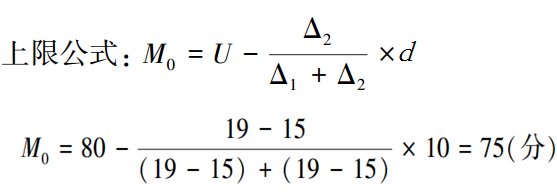 上限公式: M₀ = U − Δ₂ / (Δ₁ + Δ₂) × d
M₀ = 80 − (19 − 15) / ((19 − 15) + (19 − 15)) × 10 = 75(分)